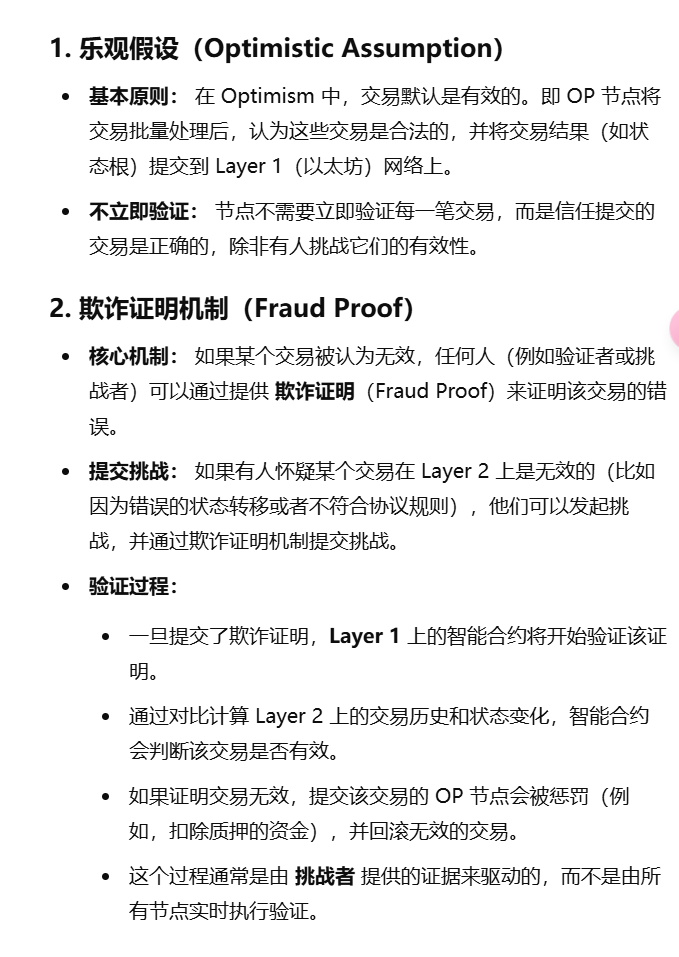 1. 乐观假设（Optimistic Assumption）
基本原则： 在 Optimism 中，交易默认是有效的。即 OP 节点将
交易批量处理后，认为这些交易是合法的，并将交易结果（如状
态根）提交到 Layer 1（以太坊）网络上。
不立即验证： 节点不需要立即验证每一笔交易，而是信任提交的
交易是正确的，除非有人挑战它们的有效性。
2. 欺诈证明机制（Fraud Proof）
核心机制： 如果某个交易被认为无效，任何人（例如验证者或挑
战者）可以通过提供 欺诈证明（Fraud Proof）来证明该交易的错
误。
提交挑战： 如果有人怀疑某个交易在 Layer 2 上是无效的（比如
因为错误的状态转移或者不符合协议规则），他们可以发起挑
战，并通过欺诈证明机制提交挑战。
验证过程：
一旦提交了欺诈证明，Layer 1 上的智能合约将开始验证该证
明。
通过对比计算 Layer 2 上的交易历史和状态变化，智能合约
会判断该交易是否有效。
如果证明交易无效，提交该交易的 OP 节点会被惩罚（例
如，扣除质押的资金），并回滚无效的交易。
这个过程通常是由 挑战者 提供的证据来驱动的，而不是由所
有节点实时执行验证。